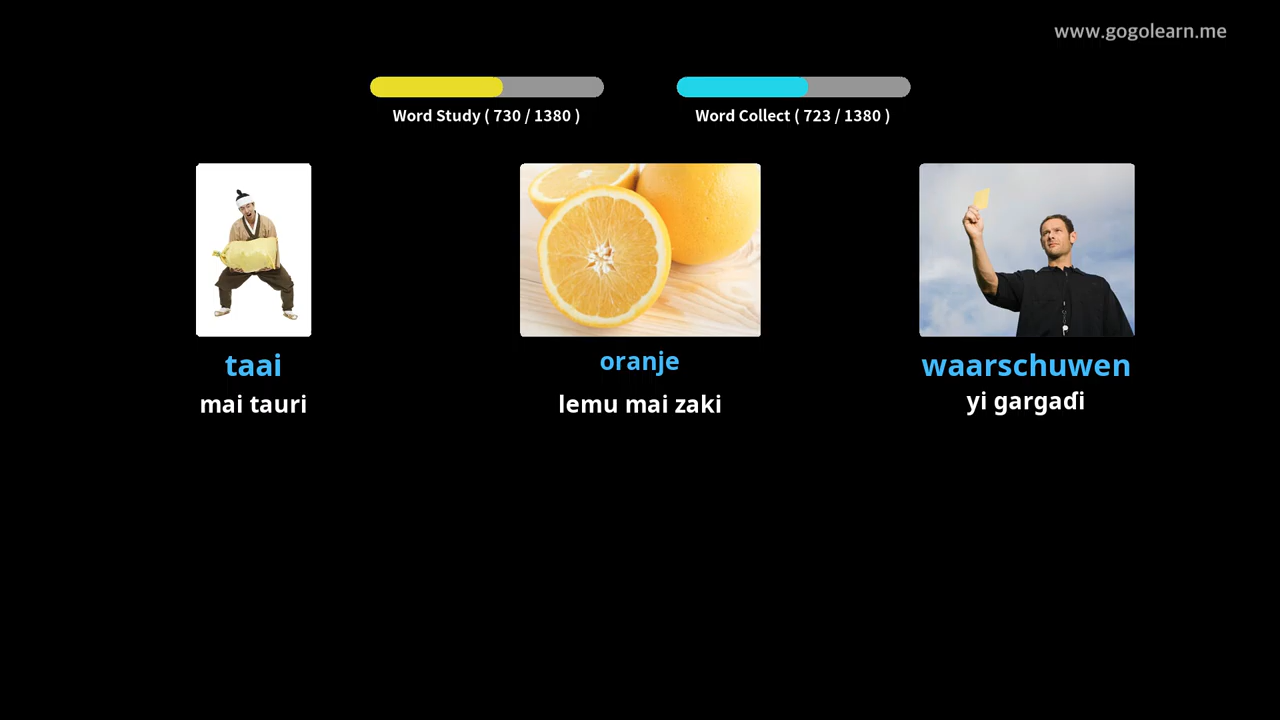 www.gogolearn.me
Word Study ( 730 / 1380 )
Word Collect ( 723 / 1380 )
taai
oranje
waarschuwen
mai tauri
lemu mai zaki
yi gargaɗi